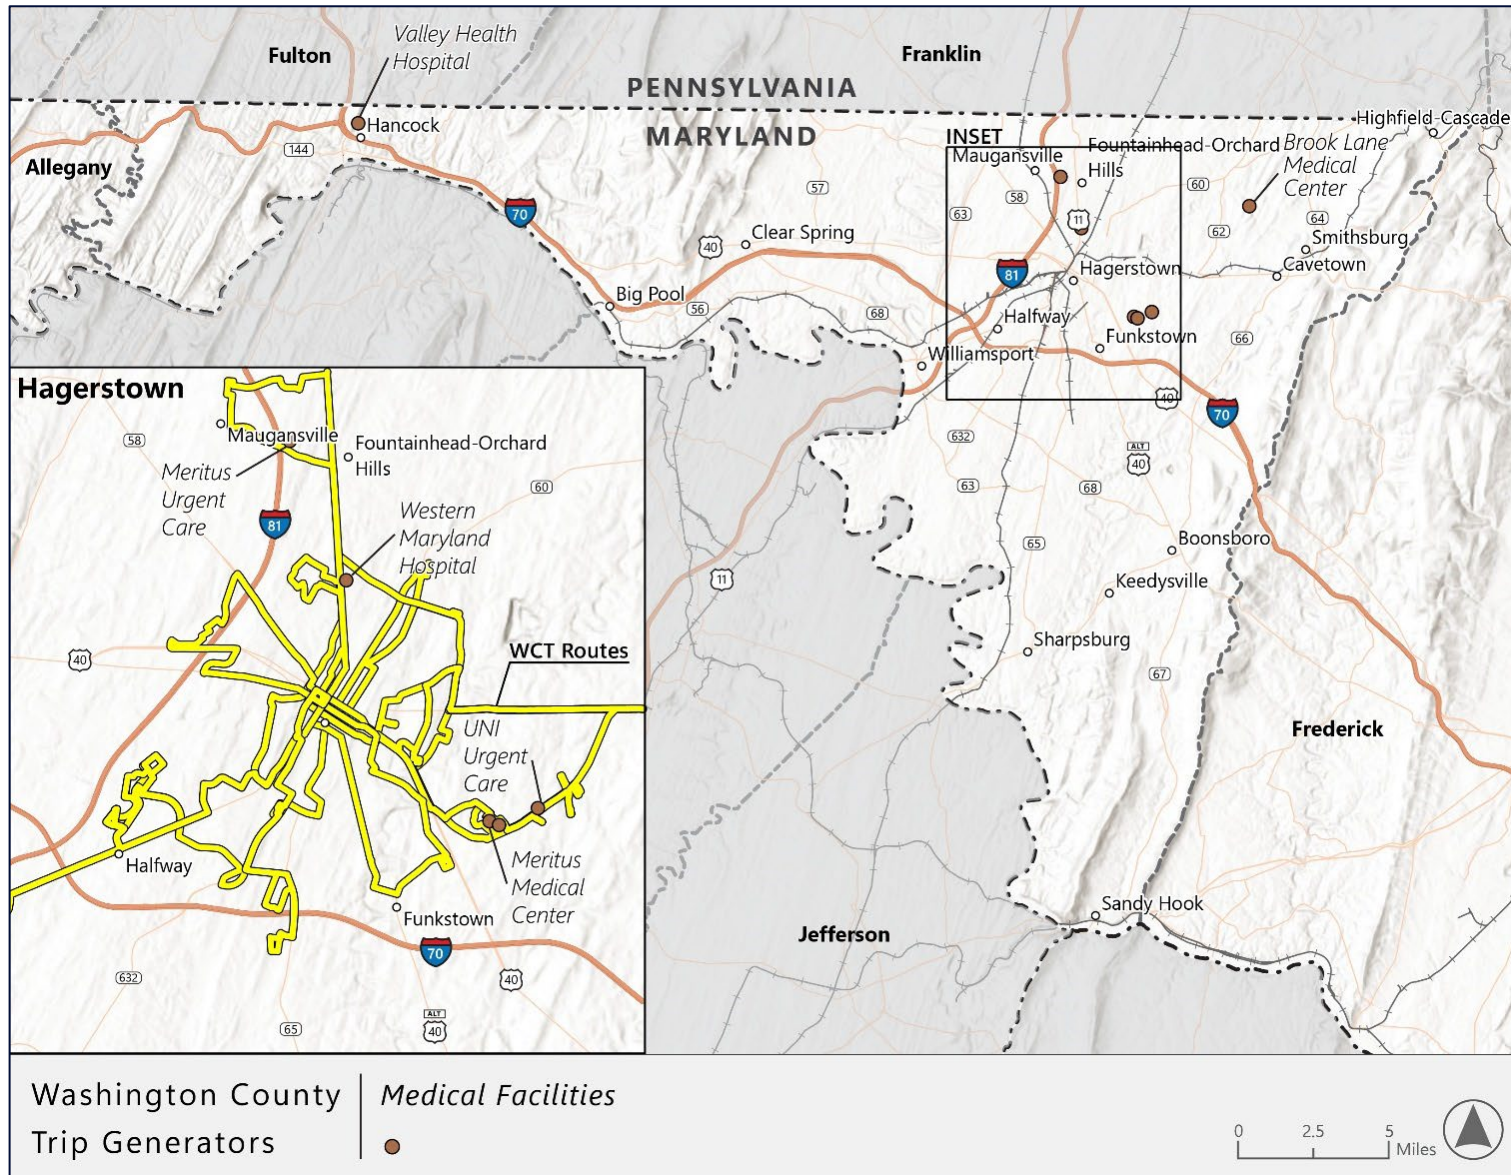 Valley Health
Hospital
Fulton
Franklin
PENNSYLVANIA
MARYLAND
Hancock
144
Allegany
70
57
40
Clear Spring
Big Pool
56
68
INSET
Maugansville
Fountainhead-Orchard
Hills
58
63
11
81
Hagerstown
Halfway
Funkstown
Williamsport
40
Highfield-Cascade
Brook Lane
Medical
Center
60
62
64
Smithsburg
Cavetown
66
70
632
ALT
40
63
68
65
Boonsboro
Keedysville
Sharpsburg
67
11
Frederick
Jefferson
Sandy Hook
Hagerstown
58
Maugansville
Fountainhead-Orchard
Hills
Meritus
Urgent
Care
81
60
Western
Maryland
Hospital
40
WCT Routes
UNI
Urgent
Care
Meritus
Medical
Center
Halfway
Funkstown
70
632
65
40
ALT
40
Washington County
Trip Generators
Medical Facilities
0 2.5 5
Miles